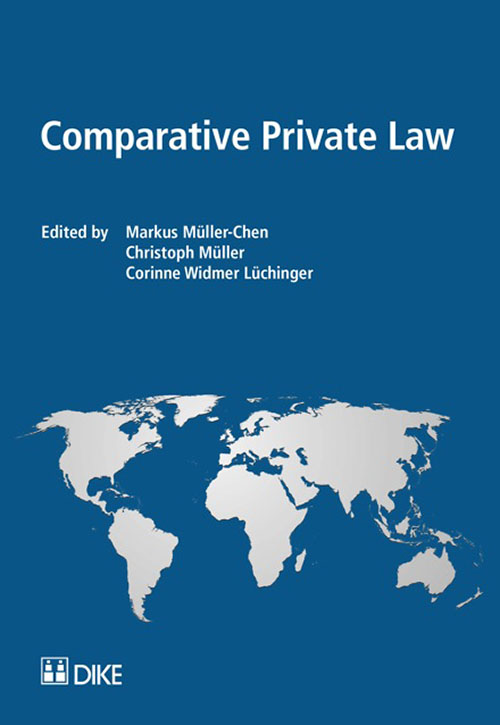 Comparative Private Law
Edited by Markus Müller-Chen
Christoph Müller
Corinne Widmer Lüchinger
DIKE